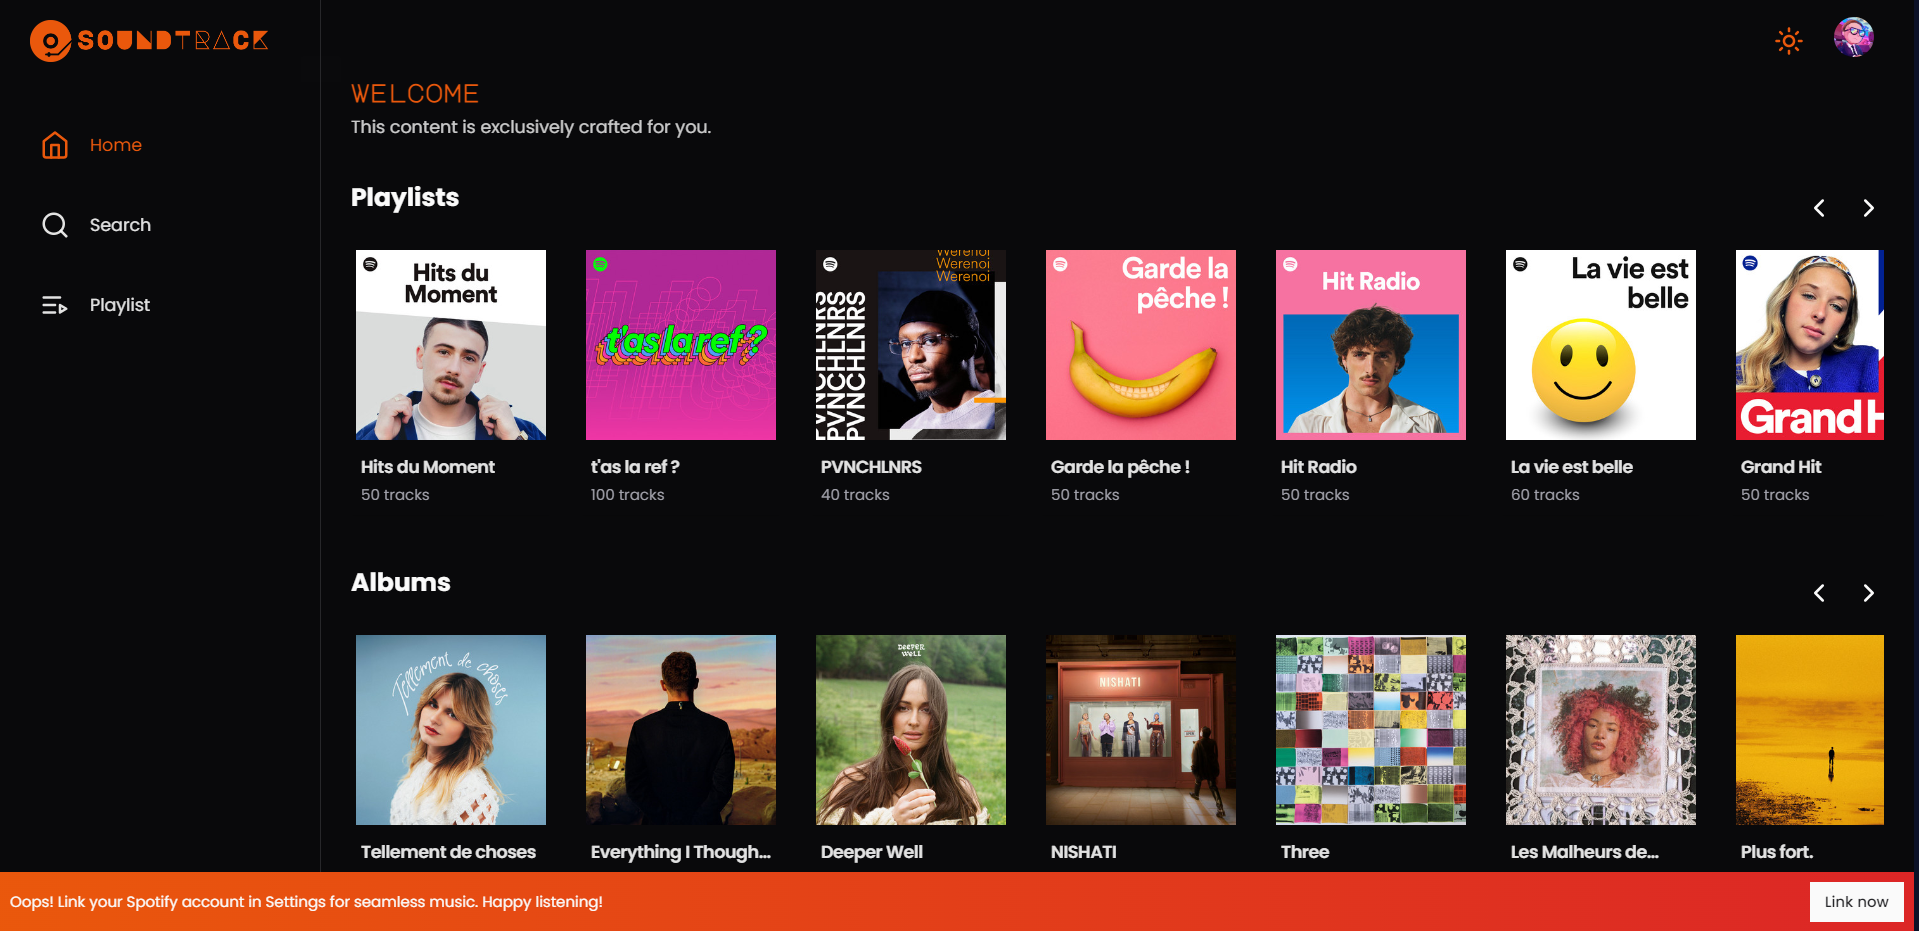 SOUNDTRACK
Home
Search
Playlist
WELCOME
This content is exclusively crafted for you.
Playlists
Hits du
Moment
t'as la ref ?
Werenoi
Werenoi
Werenoi
PVNCHLNRS
PVNCHLNRS
PVNCHLNRS
Garde la
pêche !
Hit Radio
La vie est
belle
Grand H
Hits du Moment
50 tracks
t'as la ref ?
100 tracks
PVNCHLNRS
40 tracks
Garde la pêche !
50 tracks
Hit Radio
50 tracks
La vie est belle
60 tracks
Grand Hit
50 tracks
Albums
Tellement de choses
DEEPER
WELL
NISHATI
Tellement de choses
Everything I Though...
Deeper Well
NISHATI
Three
Les Malheurs de...
Plus fort.
Oops! Link your Spotify account in Settings for seamless music. Happy listening!
Link now